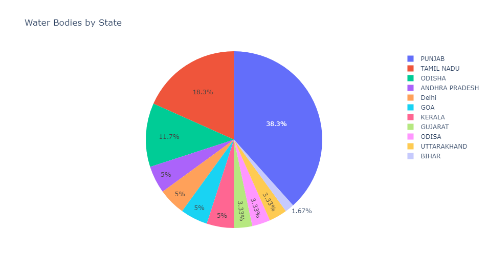 Water Bodies by State
38.3%
18.3%
11.7%
5%
5%
5%
5%
3.33%
3.33%
3.33%
1.67%
PUNJAB
TAMIL NADU
ODISHA
ANDHRA PRADESH
Delhi
GOA
KERALA
GUJARAT
ODISA
UTTARAKHAND
BIHAR